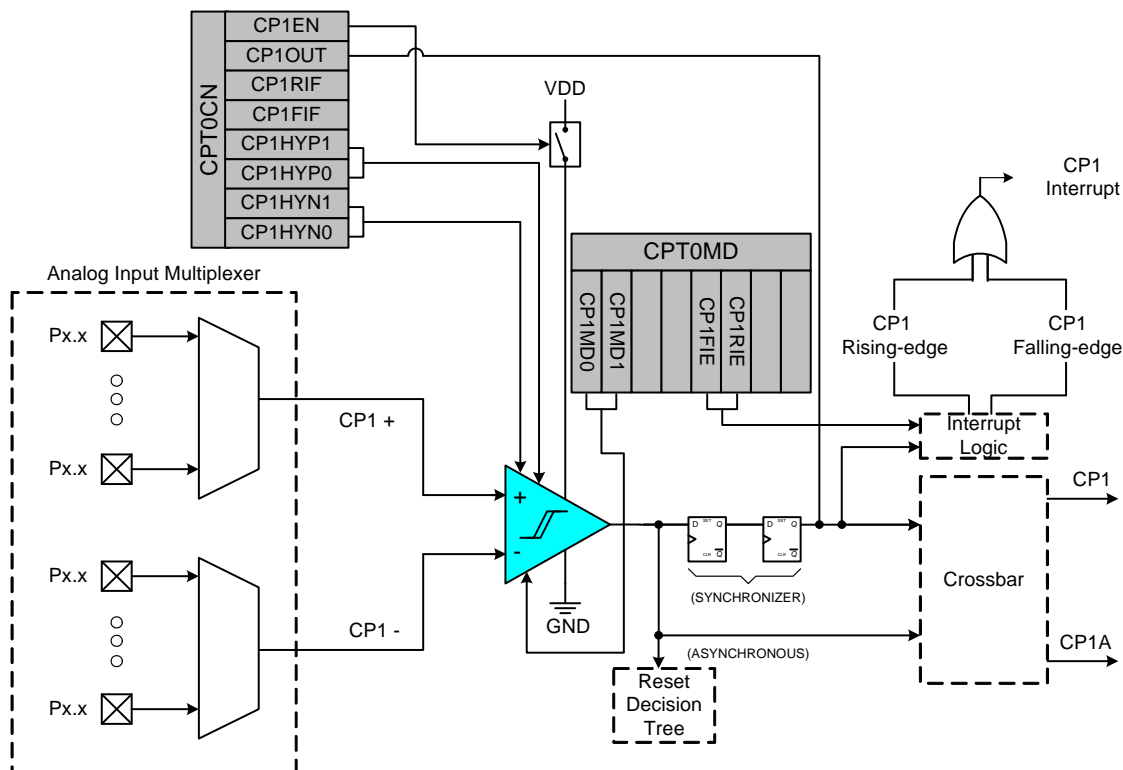 CPT0CN
CP1EN
CP1OUT
CP1RIF
CP1FIF
CP1HYP1
CP1HYP0
CP1HYN1
CP1HYN0
VDD
CP1
Interrupt
CPT0MD
CP1MD0
CP1MD1
CP1FIE
CP1RIE
CP1
Rising-edge
CP1
Falling-edge
Interrupt
Logic
Analog Input Multiplexer
Px.x
Px.x
CP1 +
Px.x
Px.x
CP1 -
+
-
GND
D SET Q
CLR Q
D SET Q
CLR Q
(SYNCHRONIZER)
(ASYNCHRONOUS)
Reset
Decision
Tree
Crossbar
CP1
CP1A